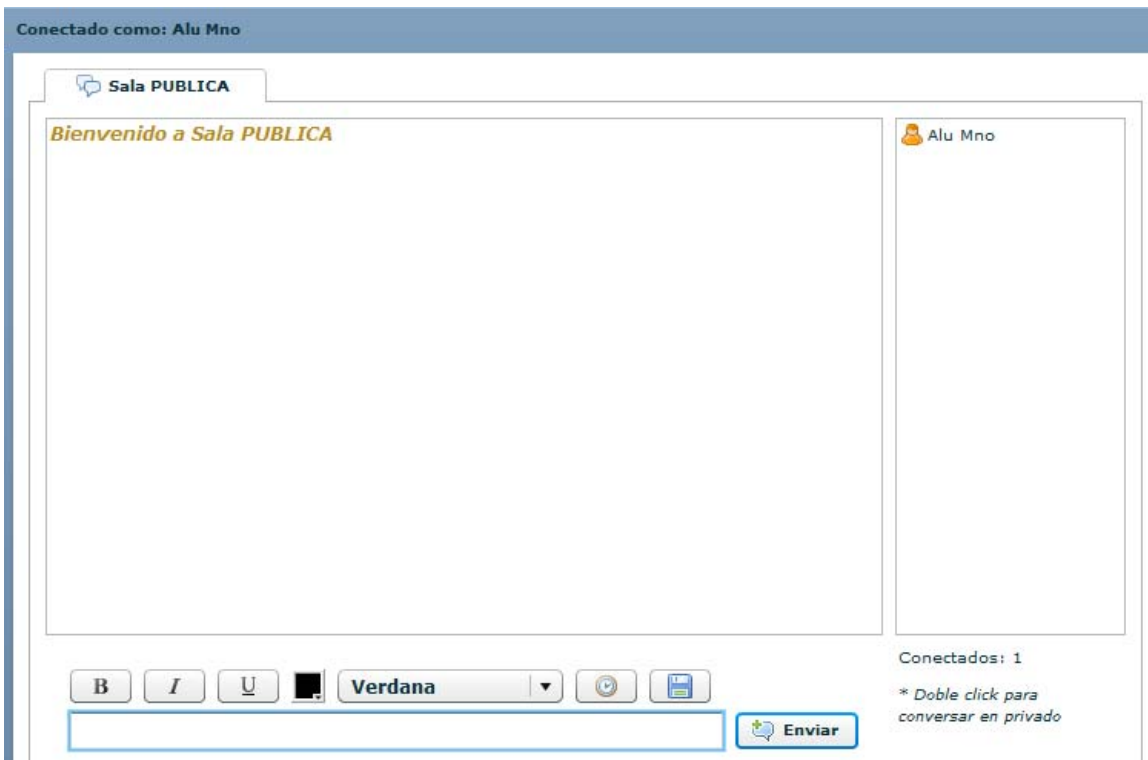 Conectado como: Alu Mno
Sala PUBLICA
Bienvenido a Sala PUBLICA
Alu Mno
Conectados: 1
* Doble click para
conversar en privado
B I U Verdana
Enviar